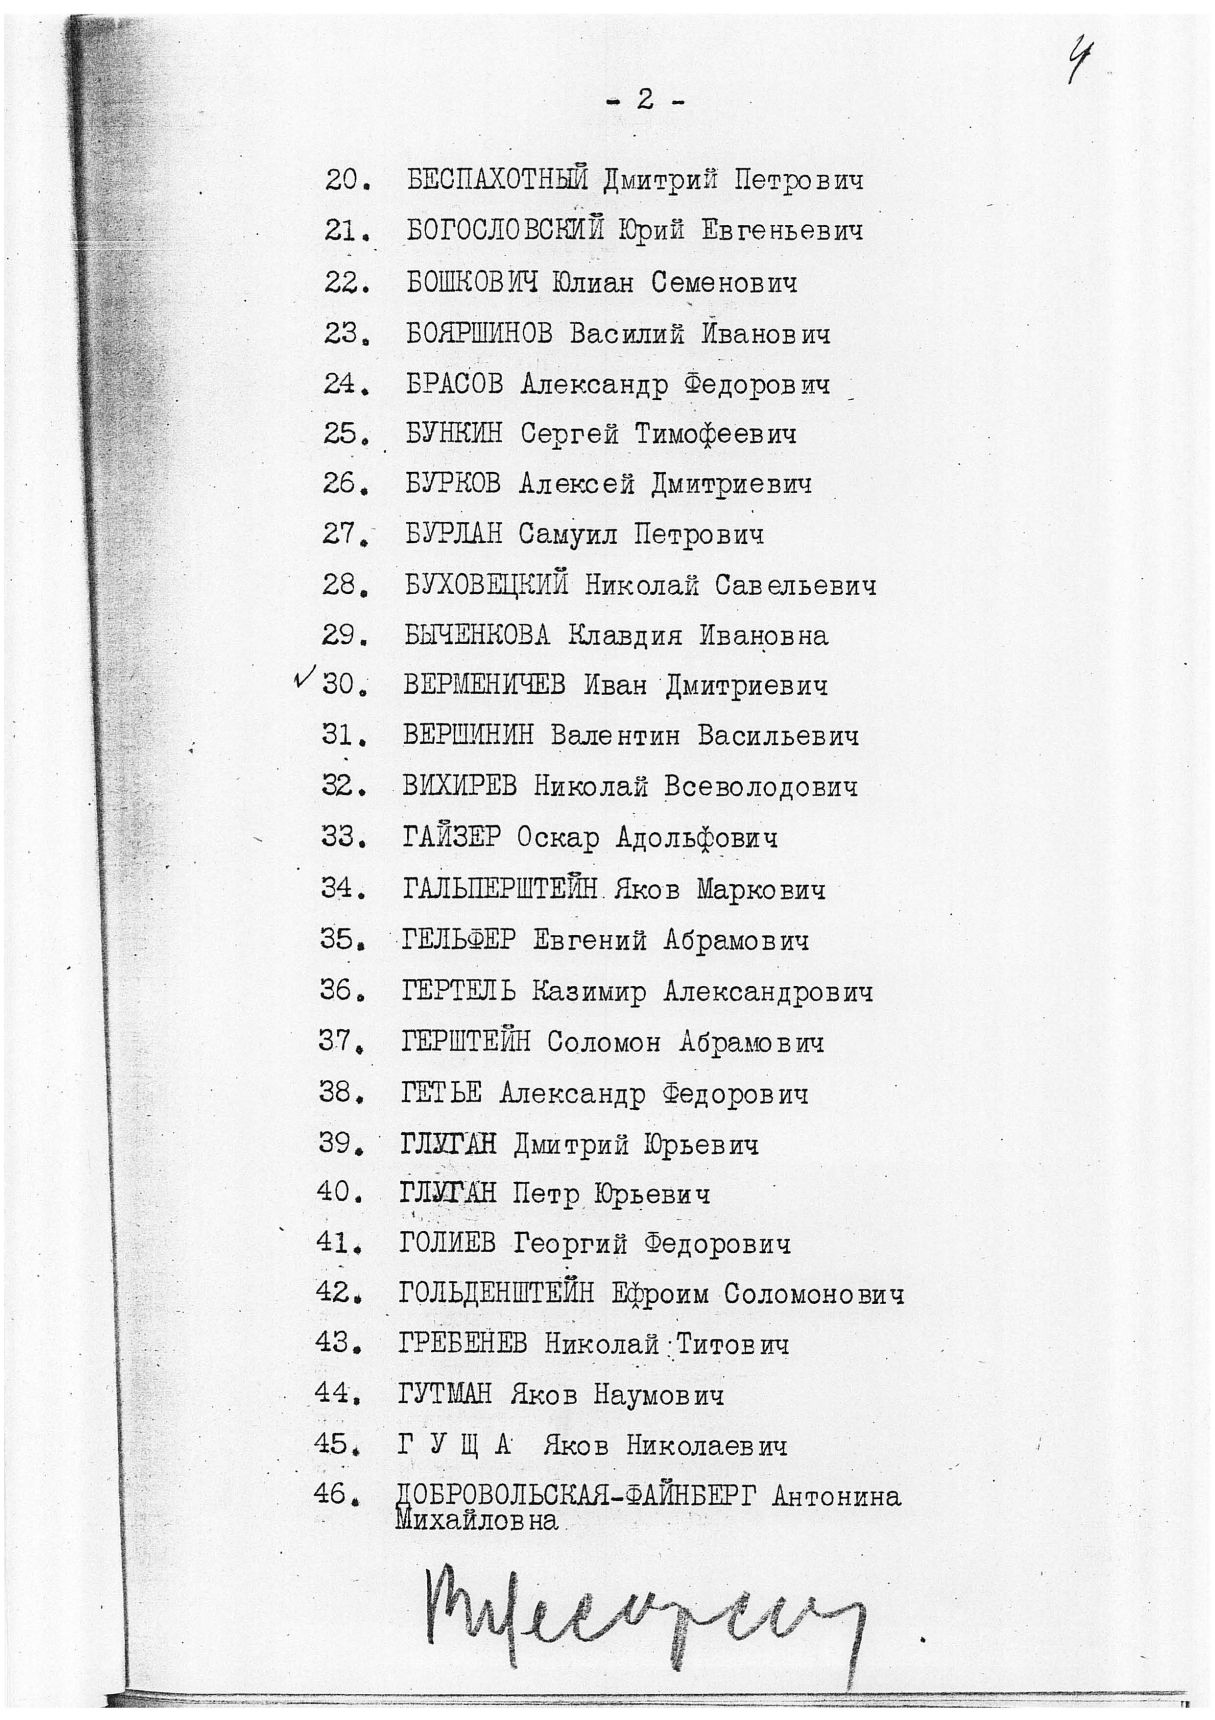 4
- 2 -
20. БЕСПАХОТНЫЙ Дмитрий Петрович
21. БОГОСЛОВСКИЙ Юрий Евгеньевич
22. БОШКОВИЧ Юлиан Семенович
23. БОЯРШИНОВ Василий Иванович
24. БРАСОВ Александр Федорович
25. БУНКИН Сергей Тимофеевич
26. БУРКОВ Алексей Дмитриевич
27. БУРЛАН Самуил Петрович
28. БУХОВЕЦКИЙ Николай Савельевич
29. БЫЧЕНКОВА Клавдия Ивановна
✓ 30. ВЕРМЕНИЧЕВ Иван Дмитриевич
31. ВЕРШИНИН Валентин Васильевич
32. ВИХИРЕВ Николай Всеволодович
33. ГАЙЗЕР Оскар Адольфович
34. ГАЛЬПЕРШТЕЙН Яков Маркович
35. ГЕЛЬФЕР Евгений Абрамович
36. ГЕРТЕЛЬ Казимир Александрович
37. ГЕРШТЕЙН Соломон Абрамович
38. ГЕТЬЕ Александр Федорович
39. ГЛУГАН Дмитрий Юрьевич
40. ГЛУГАН Петр Юрьевич
41. ГОЛИЕВ Георгий Федорович
42. ГОЛЬДЕНШТЕЙН Ефроим Соломонович
43. ГРЕБЕНЕВ Николай Титович
44. ГУТМАН Яков Наумович
45. Г У Щ А Яков Николаевич
46. ДОБРОВОЛЬСКАЯ-ФАЙНБЕРГ Антонина
Михайловна